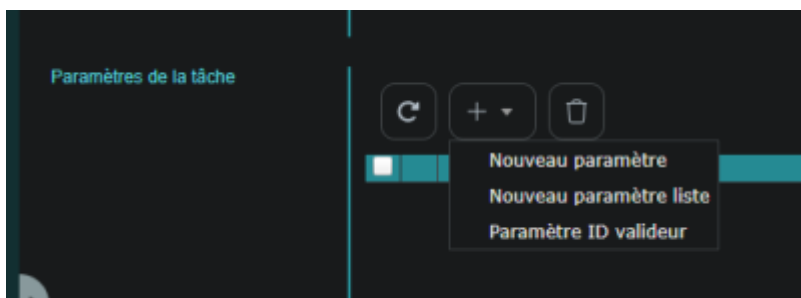 Paramètres de la tâche
Nouveau paramètre
Nouveau paramètre liste
Paramètre ID valideur